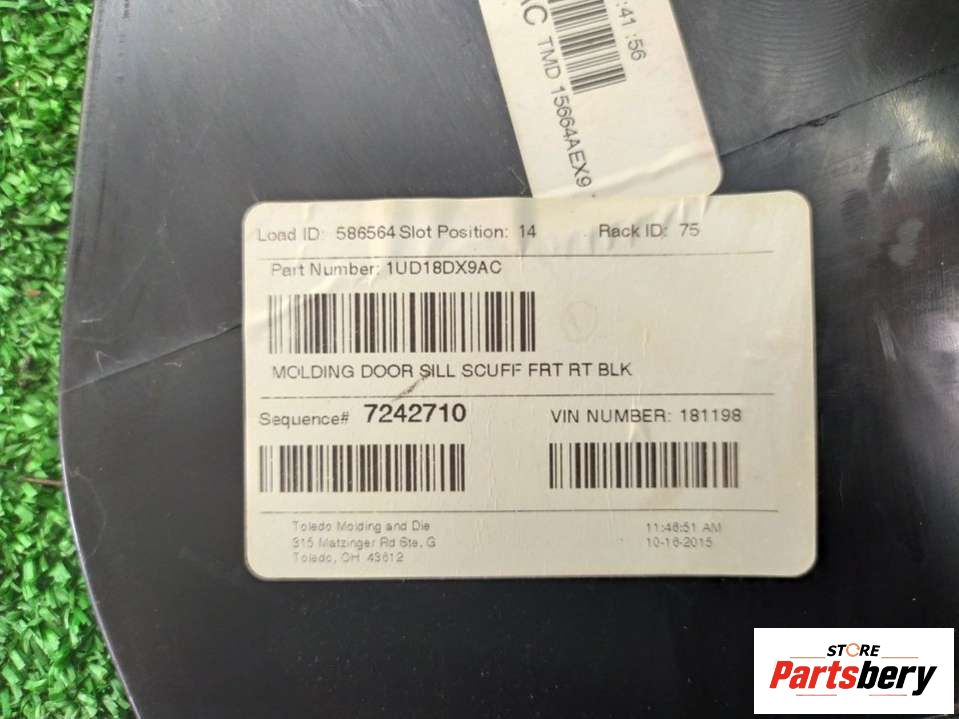 :41:56
AC TMD 15664AEX9
Load ID: 586564 Slot Position: 14 Rack ID: 75
Part Number: 1UD18DX9AC
MOLDING DOOR SILL SCUFF FRT RT BLK
Sequence# 7242710 VIN NUMBER: 181198
Toledo Molding and Die 11:46:51 AM
315 Matzinger Rd Ste. G 10-16-2015
Toledo, OH 43612
STORE
Partsbery